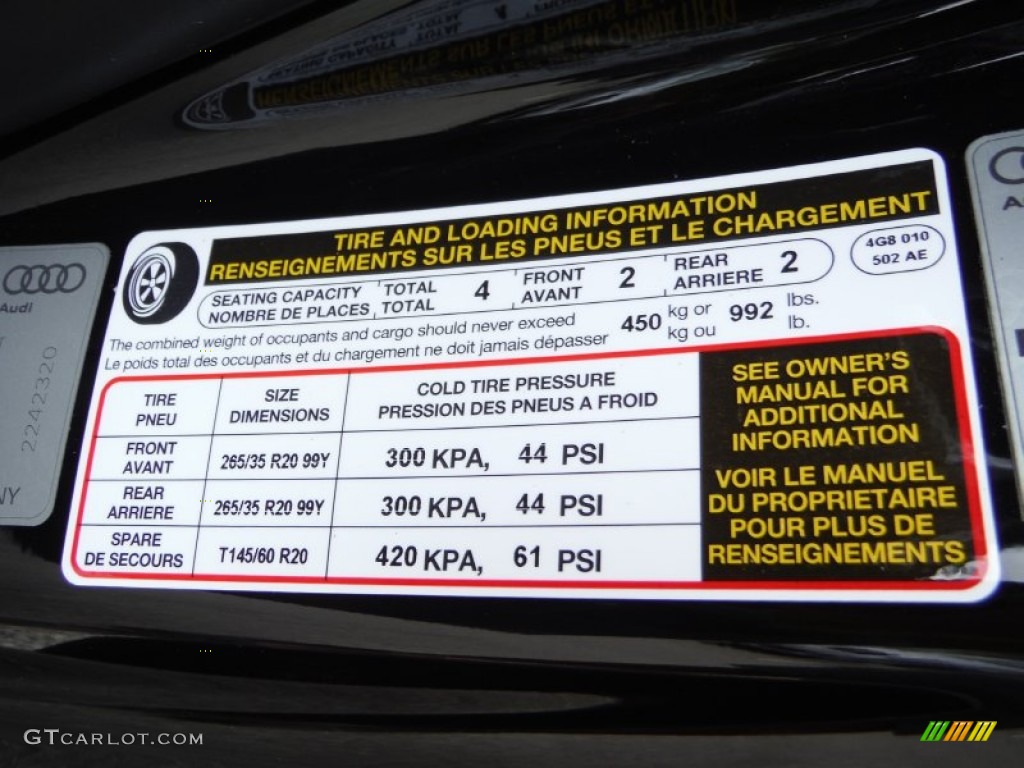 TIRE AND LOADING INFORMATION
RENSEIGNEMENTS SUR LES PNEUS ET LE CHARGEMENT
SEATING CAPACITY TOTAL 4 FRONT 2 REAR 2
NOMBRE DE PLACES TOTAL AVANT ARRIERE
4G8 010
502 AE
The combined weight of occupants and cargo should never exceed 450 kg or 992 lbs.
Le poids total des occupants et du chargement ne doit jamais dépasser kg ou lb.
TIRE
PNEU
SIZE
DIMENSIONS
COLD TIRE PRESSURE
PRESSION DES PNEUS A FROID
FRONT
AVANT
265/35 R20 99Y
300 KPA, 44 PSI
REAR
ARRIERE
265/35 R20 99Y
300 KPA, 44 PSI
SPARE
DE SECOURS
T145/60 R20
420 KPA, 61 PSI
SEE OWNER'S
MANUAL FOR
ADDITIONAL
INFORMATION
VOIR LE MANUEL
DU PROPRIETAIRE
POUR PLUS DE
RENSEIGNEMENTS
Audi
2242320
GTCARLOT.COM